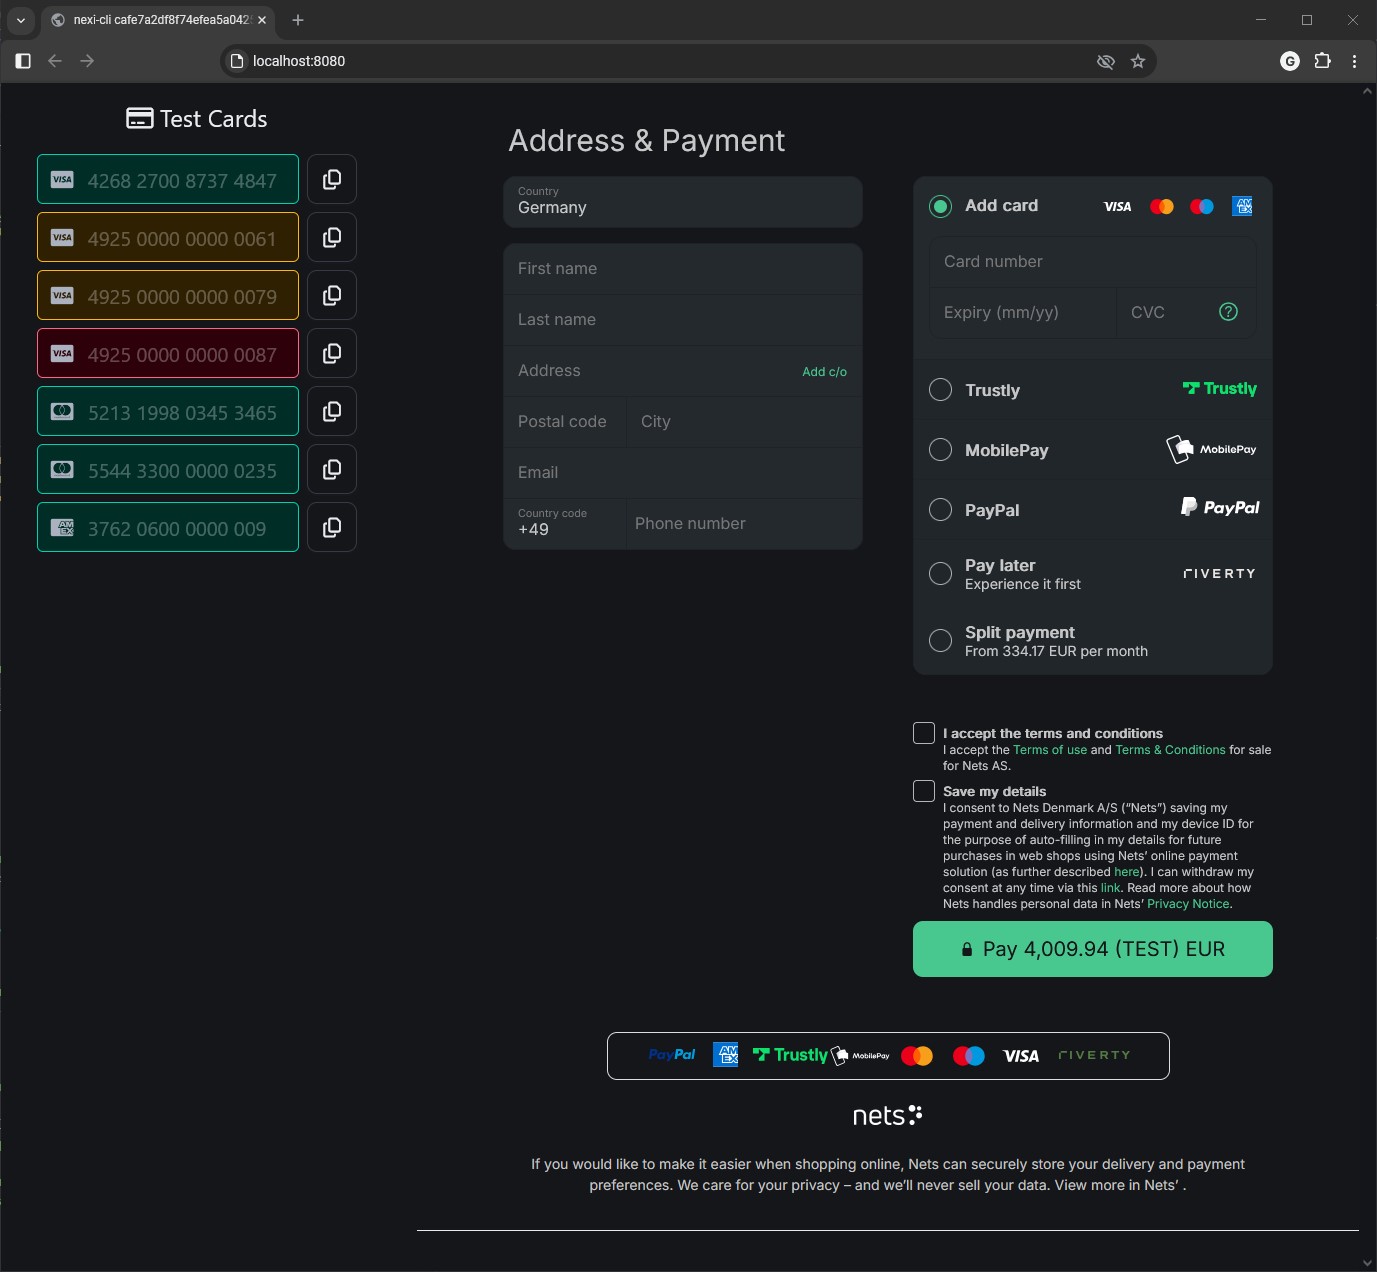 nexi-cli cafe7a2df8f74efea5a042
localhost:8080
G
Test Cards
VISA 4268 2700 8737 4847
VISA 4925 0000 0000 0061
VISA 4925 0000 0000 0079
VISA 4925 0000 0000 0087
5213 1998 0345 3465
5544 3300 0000 0235
AMEX 3762 0600 0000 009
Address & Payment
Country
Germany
First name
Last name
Address Add c/o
Postal code City
Email
Country code
+49 Phone number
Add card VISA AMEX
Card number
Expiry (mm/yy) CVC ?
Trustly Trustly
MobilePay MobilePay
PayPal PayPal
Pay later
Experience it first RIVERTY
Split payment
From 334.17 EUR per month
I accept the terms and conditions
I accept the Terms of use and Terms & Conditions for sale
for Nets AS.
Save my details
I consent to Nets Denmark A/S (“Nets”) saving my
payment and delivery information and my device ID for
the purpose of auto-filling in my details for future
purchases in web shops using Nets’ online payment
solution (as further described here). I can withdraw my
consent at any time via this link. Read more about how
Nets handles personal data in Nets’ Privacy Notice.
Pay 4,009.94 (TEST) EUR
PayPal AMEX Trustly MobilePay VISA RIVERTY
nets
If you would like to make it easier when shopping online, Nets can securely store your delivery and payment
preferences. We care for your privacy – and we’ll never sell your data. View more in Nets’ .